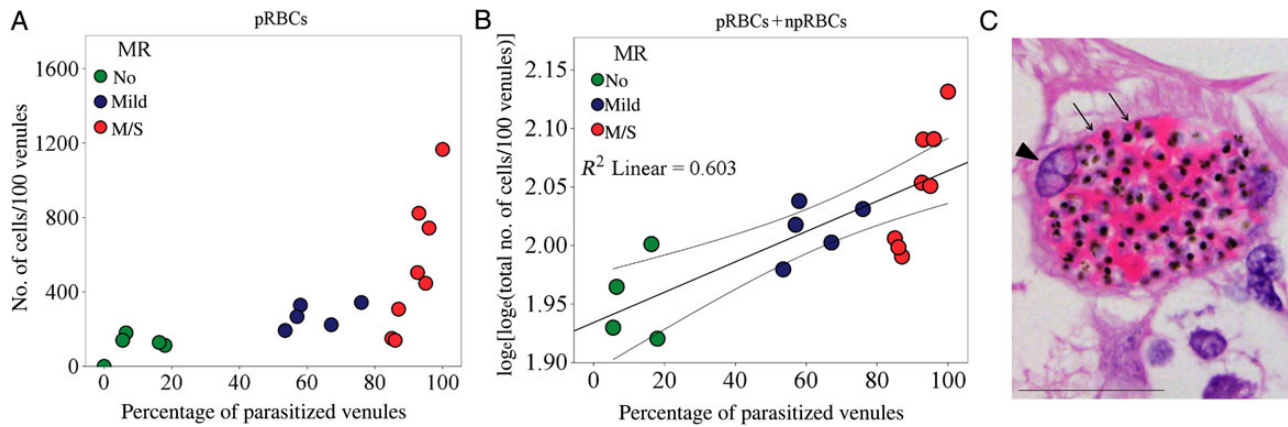 A
pRBCs
No. of cells/100 venules
1600
1200
800
400
0
MR
No
Mild
M/S
0
20
40
60
80
100
Percentage of parasitized venules
B
pRBCs+npRBCs
logₑ[logₑ(total no. of cells/100 venules)]
2.15
2.10
2.05
2.00
1.95
1.90
MR
No
Mild
M/S
R² Linear = 0.603
0
20
40
60
80
100
Percentage of parasitized venules
C